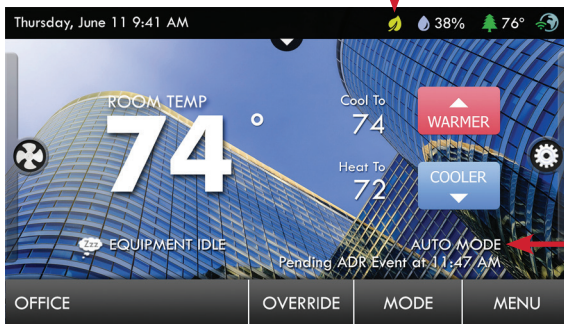 Thursday, June 11 9:41 AM 38% 76°
ROOM TEMP
74°
Cool To
74
WARMER
Heat To
72
COOLER
Zzz EQUIPMENT IDLE
AUTO MODE
Pending ADR Event at 11:47 AM
OFFICE OVERRIDE MODE MENU